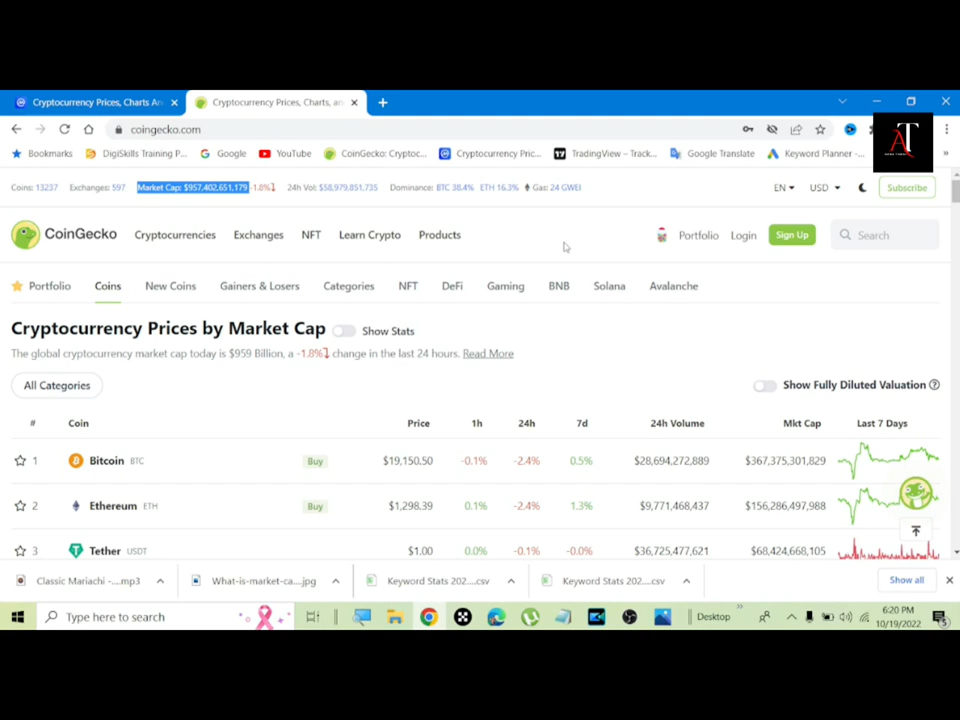 Cryptocurrency Prices, Charts An
Cryptocurrency Prices, Charts, an
coingecko.com
Bookmarks
DigiSkills Training P...
Google
YouTube
CoinGecko: Cryptoc...
Cryptocurrency Pric...
TradingView – Track...
Google Translate
Keyword Planner -...
AT
Coins: 13237 Exchanges: 597 Market Cap: $957,402,651,179 -1.8% 24h Vol: $58,979,851,735 Dominance: BTC 38.4% ETH 16.3% Gas: 24 GWEI
EN USD Subscribe
CoinGecko Cryptocurrencies Exchanges NFT Learn Crypto Products Portfolio Login Sign Up Search
Portfolio Coins New Coins Gainers & Losers Categories NFT DeFi Gaming BNB Solana Avalanche
Cryptocurrency Prices by Market Cap Show Stats
The global cryptocurrency market cap today is $959 Billion, a -1.8% change in the last 24 hours. Read More
All Categories Show Fully Diluted Valuation
# Coin Price 1h 24h 7d 24h Volume Mkt Cap Last 7 Days
1 Bitcoin BTC Buy $19,150.50 -0.1% -2.4% 0.5% $28,694,272,889 $367,375,301,829
2 Ethereum ETH Buy $1,298.39 0.1% -2.4% 1.3% $9,771,468,437 $156,286,497,988
3 Tether USDT $1.00 0.0% -0.1% -0.0% $36,725,477,621 $68,424,668,105
Classic Mariachi -....mp3 What-is-market-ca....jpg Keyword Stats 202....csv Keyword Stats 202....csv Show all
Type here to search Desktop 6:20 PM
10/19/2022
5